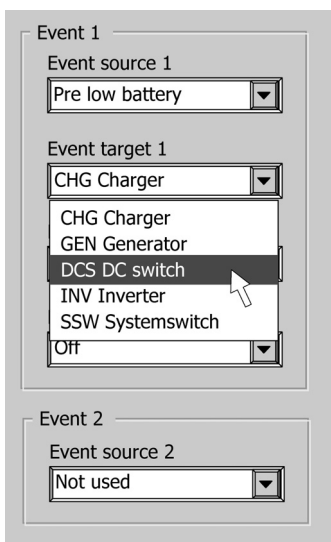 Event 1
Event source 1
Pre low battery
Event target 1
CHG Charger
CHG Charger
GEN Generator
DCS DC switch
INV Inverter
SSW Systemswitch
Off
Event 2
Event source 2
Not used